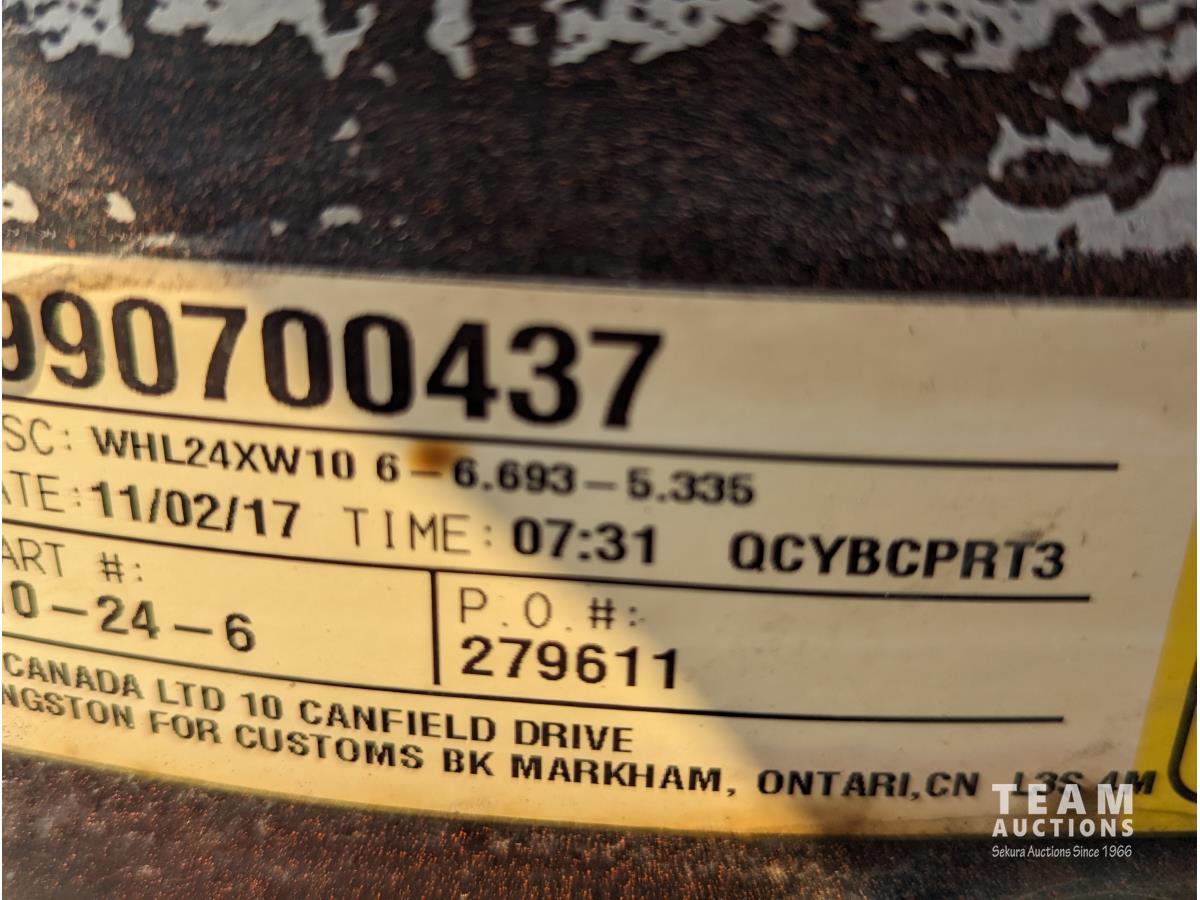 990700437
SC: WHL24XW10 6-6.693-5.335
ATE: 11/02/17 TIME: 07:31 QCYBCPRT3
ART #:
0-24-6
P.O.#:
279611
CANADA LTD 10 CANFIELD DRIVE
NGSTON FOR CUSTOMS BK MARKHAM, ONTARI,CN L3S 4M
TEAM
AUCTIONS
Sekura Auctions Since 1966